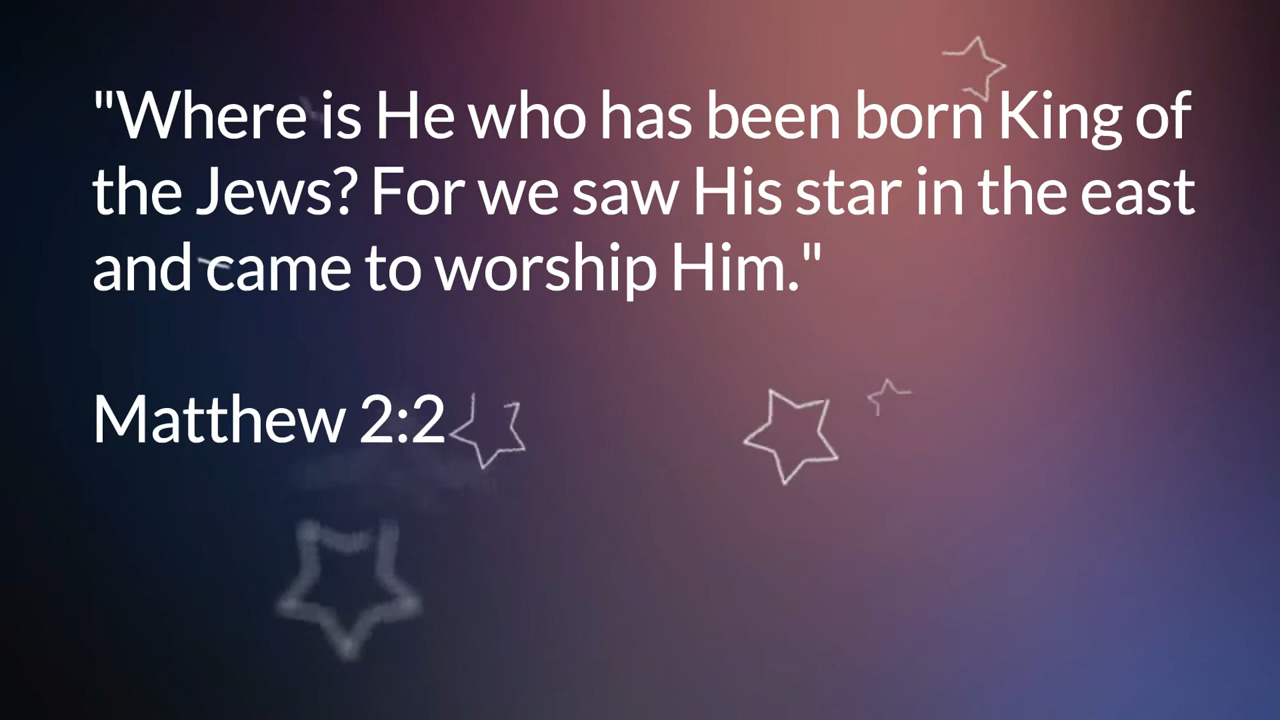 "Where is He who has been born King of
the Jews? For we saw His star in the east
and came to worship Him."
Matthew 2:2